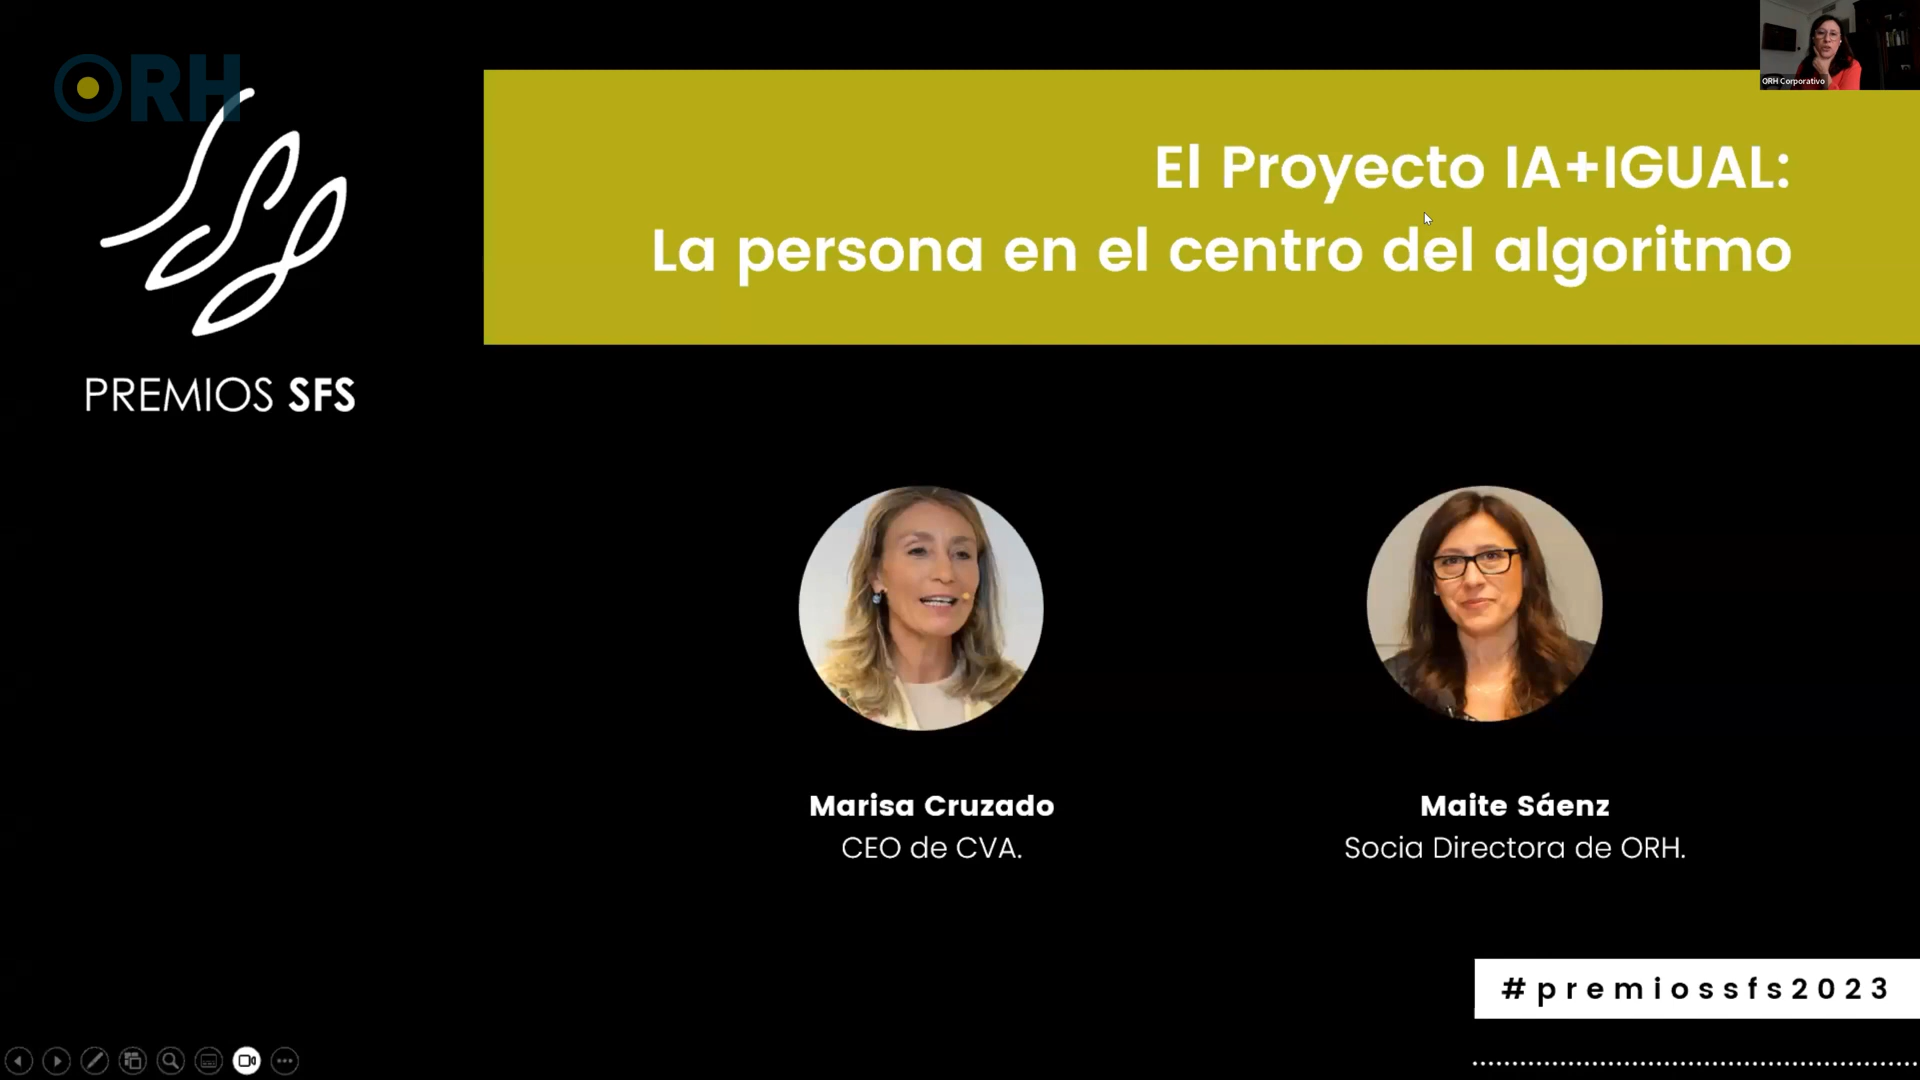 ORH
ORH Corporativo
El Proyecto IA+IGUAL:
La persona en el centro del algoritmo
PREMIOS SFS
Marisa Cruzado
CEO de CVA.
Maite Sáenz
Socia Directora de ORH.
#premiossfs2023